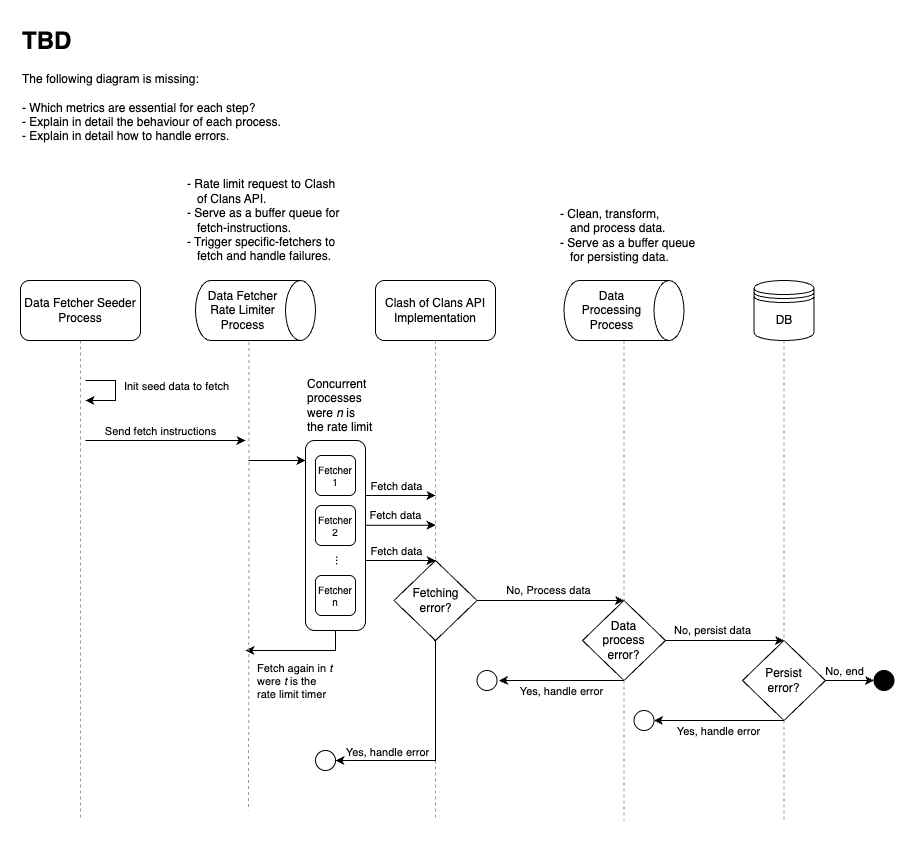 TBD
The following diagram is missing:
- Which metrics are essential for each step?
- Explain in detail the behaviour of each process.
- Explain in detail how to handle errors.
- Rate limit request to Clash
of Clans API.
- Serve as a buffer queue for
fetch-instructions.
- Trigger specific-fetchers to
fetch and handle failures.
- Clean, transform,
and process data.
- Serve as a buffer queue
for persisting data.
Data Fetcher Seeder
Process
Data Fetcher
Rate Limiter
Process
Clash of Clans API
Implementation
Data
Processing
Process
DB
Init seed data to fetch
Send fetch instructions
Concurrent
processes
were n is
the rate limit
Fetcher
1
Fetcher
2
⋮
Fetcher
n
Fetch data
Fetch data
Fetch data
Fetching
error?
No, Process data
Data
process
error?
No, persist data
Persist
error?
No, end
Fetch again in t
were t is the
rate limit timer
Yes, handle error
Yes, handle error
Yes, handle error